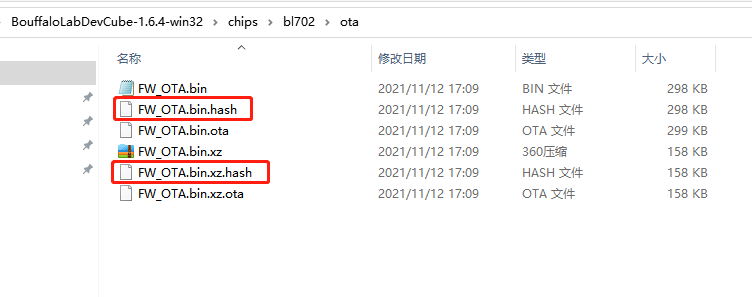 BouffaloLabDevCube-1.6.4-win32 › chips › bl702 › ota
名称 修改日期 类型 大小
FW_OTA.bin 2021/11/12 17:09 BIN 文件 298 KB
FW_OTA.bin.hash 2021/11/12 17:09 HASH 文件 298 KB
FW_OTA.bin.ota 2021/11/12 17:09 OTA 文件 299 KB
FW_OTA.bin.xz 2021/11/12 17:09 360压缩 158 KB
FW_OTA.bin.xz.hash 2021/11/12 17:09 HASH 文件 158 KB
FW_OTA.bin.xz.ota 2021/11/12 17:09 OTA 文件 158 KB